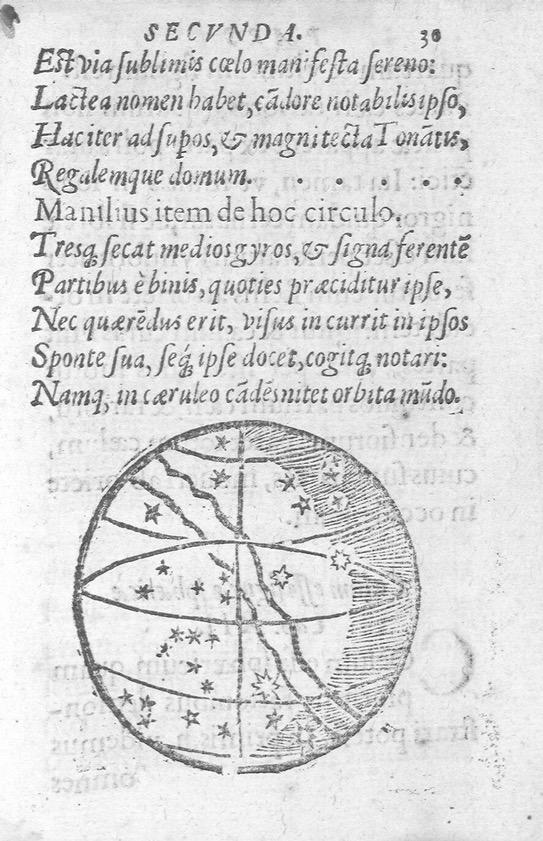 SECVNDA. 30
Est via sublimis cœlo manifesta sereno:
Lactea nomen habet, cãdore notabilis ipso,
Hac iter ad suꝑos, & magni tecta Tonãtis,
Regalemque domum. . . . . .
Manilius item de hoc circulo.
Tresq; secat medios gyros, & signa ferentẽ
Partibus è binis, quoties præciditur ipse,
Nec quærẽdus erit, visus in currit in ipsos
Sponte sua, seq; ipse docet, cogitq; notari:
Namq; in cæruleo cãdẽs nitet orbita mũdo.